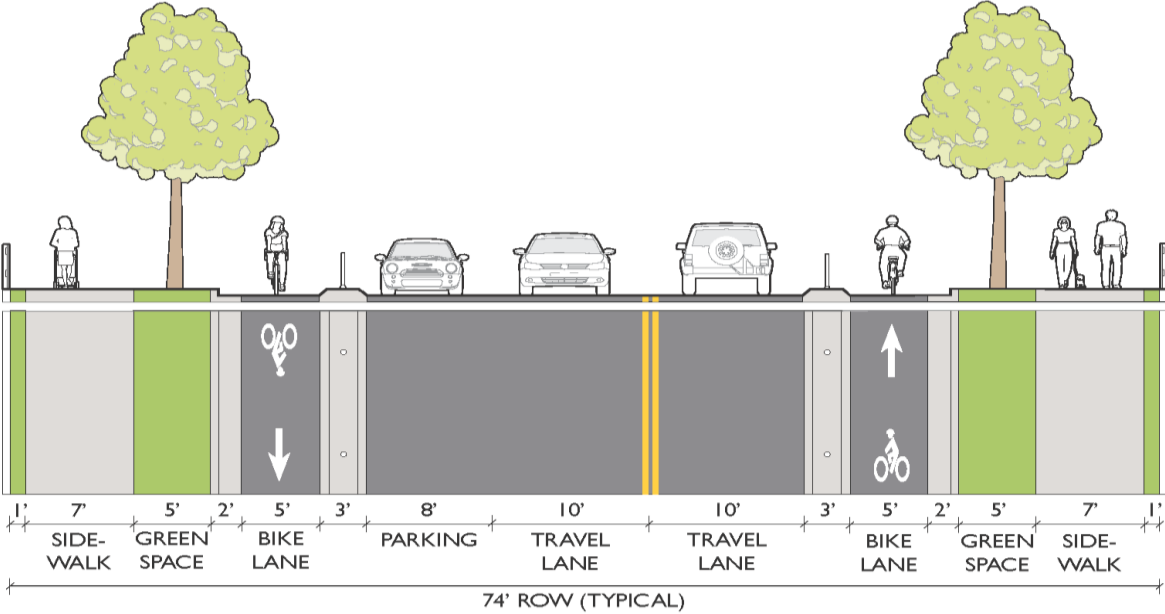 1’ 7’ 5’ 2’ 5’ 3’ 8’ 10’ 10’ 3’ 5’ 2’ 5’ 7’ 1’
SIDE- GREEN BIKE PARKING TRAVEL TRAVEL BIKE GREEN SIDE-
WALK SPACE LANE LANE LANE LANE SPACE WALK
74’ ROW (TYPICAL)